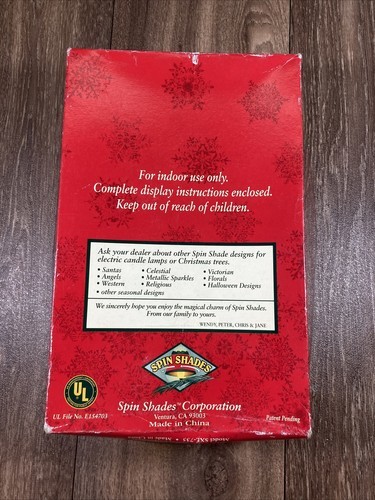 For indoor use only.
Complete display instructions enclosed.
Keep out of reach of children.
Ask your dealer about other Spin Shade designs for
electric candle lamps or Christmas trees.
• Santas • Celestial • Victorian
• Angels • Metallic Sparkles • Florals
• Western • Religious • Halloween Designs
• other seasonal designs
We sincerely hope you enjoy the magical charm of Spin Shades.
From our family to yours.
WENDY, PETER, CHRIS & JANE
SPIN SHADES
UL
UL File No. E154703
Spin Shades™ Corporation
Ventura, CA 93003
Made in China
Patent Pending